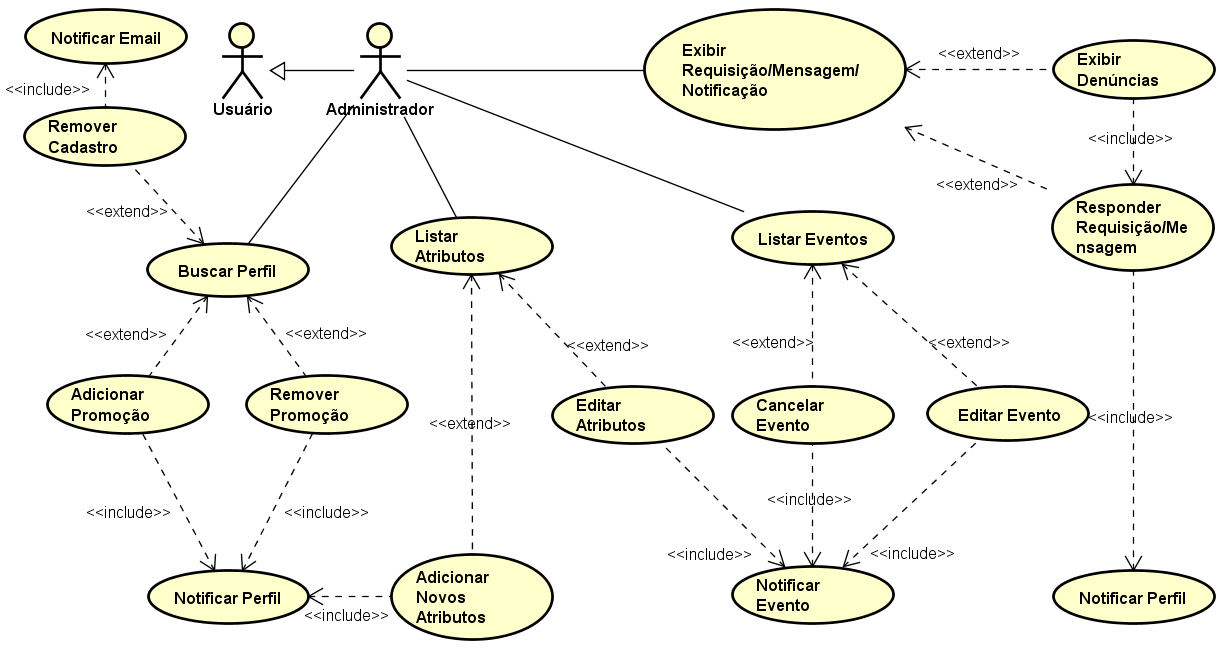 Notificar Email
<<include>>
Remover
Cadastro
<<extend>>
Usuário
Administrador
Exibir
Requisição/Mensagem/
Notificação
<<extend>>
Exibir
Denúncias
<<include>>
<<extend>>
Responder
Requisição/Me
nsagem
Buscar Perfil
Listar
Atributos
Listar Eventos
<<extend>>
<<extend>>
<<extend>>
<<extend>>
<<extend>>
Adicionar
Promoção
Remover
Promoção
<<extend>>
Editar
Atributos
Cancelar
Evento
Editar Evento
<<include>>
<<include>>
<<include>>
<<include>>
<<include>>
<<include>>
Notificar Perfil
<<include>>
Adicionar
Novos
Atributos
Notificar
Evento
Notificar Perfil